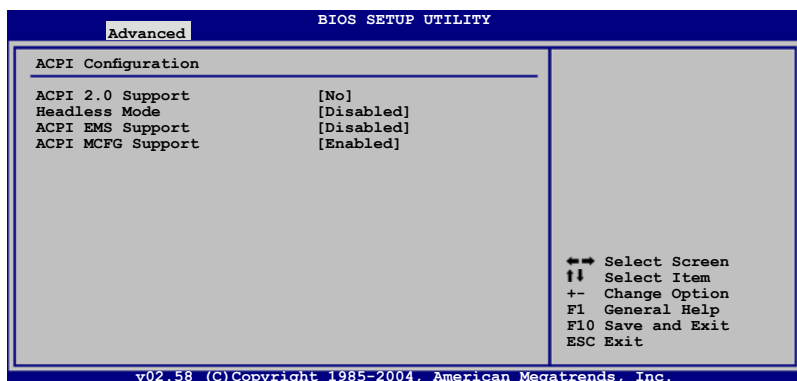 BIOS SETUP UTILITY
Advanced
ACPI Configuration
ACPI 2.0 Support [No]
Headless Mode [Disabled]
ACPI EMS Support [Disabled]
ACPI MCFG Support [Enabled]
←→ Select Screen
↑↓ Select Item
+- Change Option
F1 General Help
F10 Save and Exit
ESC Exit
v02.58 (C)Copyright 1985-2004, American Megatrends, Inc.